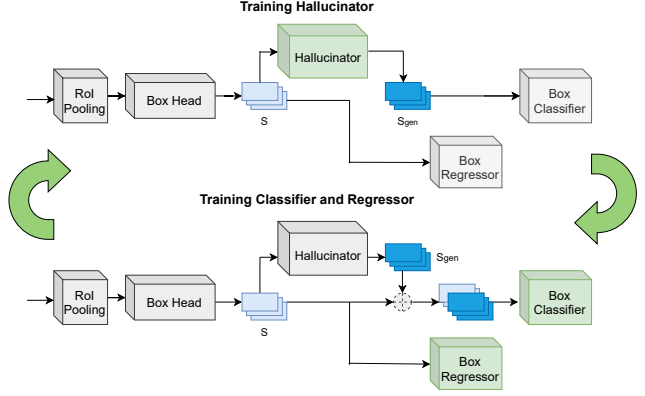 Training Hallucinator
Hallucinator
RoI
Pooling
Box Head
S
Sgen
Box
Classifier
Box
Regressor
Training Classifier and Regressor
Hallucinator
Sgen
RoI
Pooling
Box Head
S
Box
Classifier
Box
Regressor